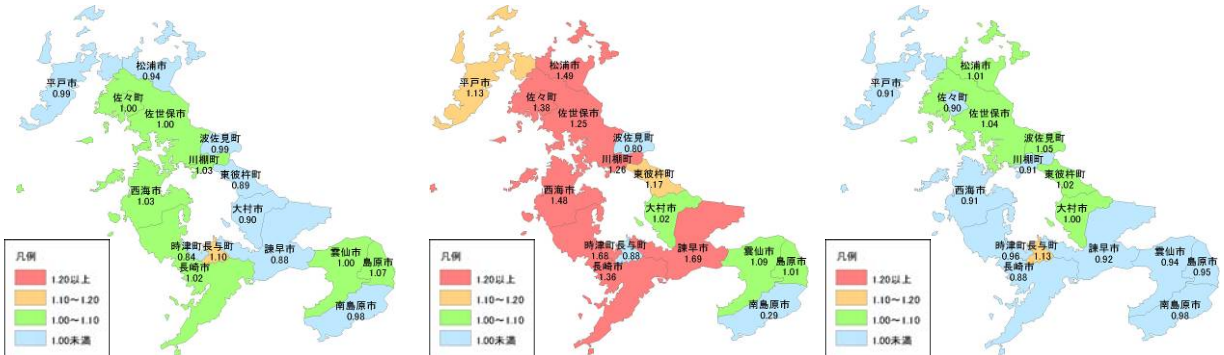 松浦市
0.94
平戸市
0.99
佐々町
1.00
佐世保市
1.00
波佐見町
0.99
川棚町
1.03
東彼杵町
0.89
西海市
1.03
大村市
0.90
時津町
0.84
長与町
1.10
諫早市
0.88
長崎市
1.02
雲仙市
1.00
島原市
1.07
南島原市
0.98
凡例
1.20以上
1.10~1.20
1.00~1.10
1.00未満
松浦市
1.49
平戸市
1.13
佐々町
1.38
佐世保市
1.25
波佐見町
0.80
川棚町
1.26
東彼杵町
1.17
西海市
1.48
大村市
1.02
時津町
1.68
長与町
0.88
諫早市
1.69
長崎市
1.36
雲仙市
1.09
島原市
1.01
南島原市
0.29
凡例
1.20以上
1.10~1.20
1.00~1.10
1.00未満
松浦市
1.01
平戸市
0.91
佐々町
0.90
佐世保市
1.04
波佐見町
1.05
川棚町
0.91
東彼杵町
1.02
西海市
0.91
大村市
1.00
時津町
0.96
長与町
1.13
諫早市
0.92
長崎市
0.88
雲仙市
0.94
島原市
0.95
南島原市
0.98
凡例
1.20以上
1.10~1.20
1.00~1.10
1.00未満